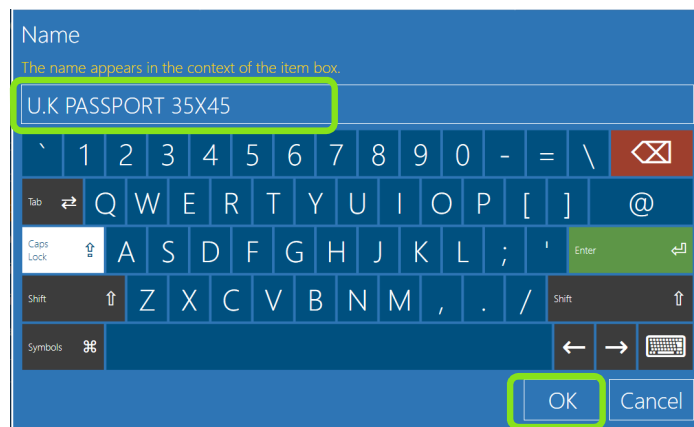 Name
The name appears in the context of the item box.
U.K PASSPORT 35X45
` 1 2 3 4 5 6 7 8 9 0 - = \
Tab Q W E R T Y U I O P [ ] @
Caps Lock A S D F G H J K L ; ' Enter
Shift Z X C V B N M , . / Shift
Symbols
OK Cancel